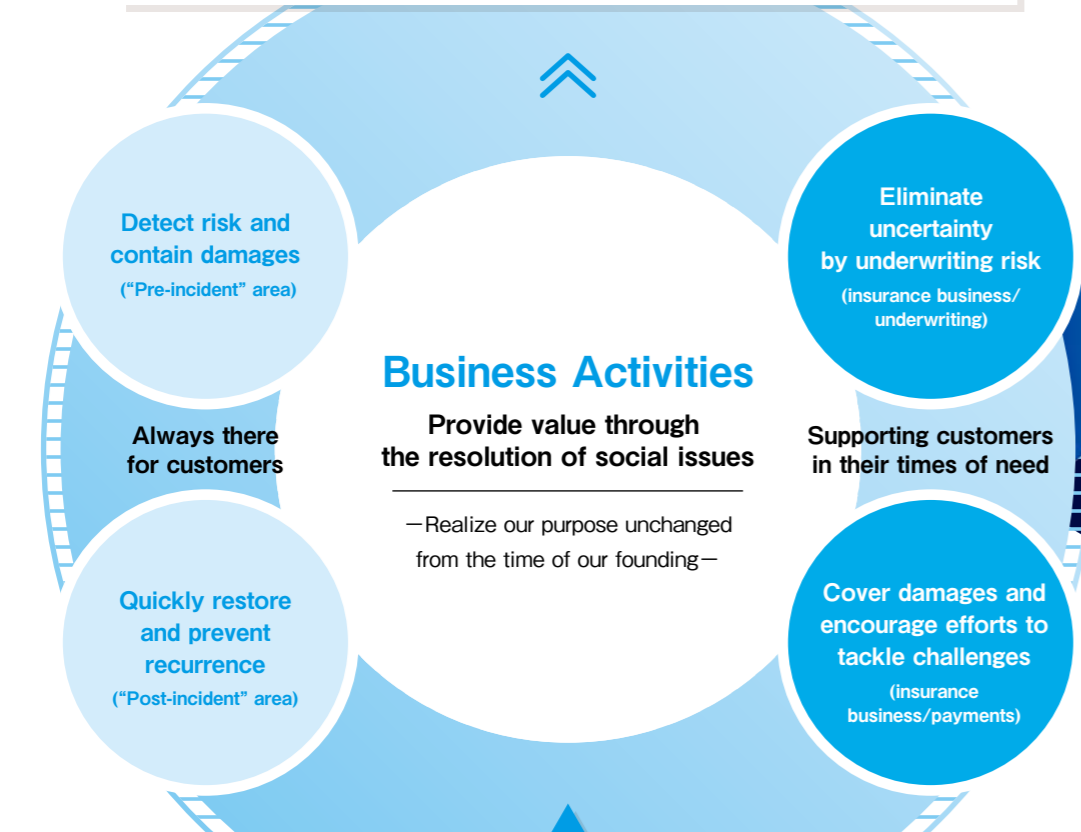 Detect risk and
contain damages
(“Pre-incident” area)
Eliminate
uncertainty
by underwriting risk
(insurance business/
underwriting)
Business Activities
Provide value through
the resolution of social issues
—Realize our purpose unchanged
from the time of our founding—
Always there
for customers
Supporting customers
in their times of need
Quickly restore
and prevent
recurrence
(“Post-incident” area)
Cover damages and
encourage efforts to
tackle challenges
(insurance
business/payments)